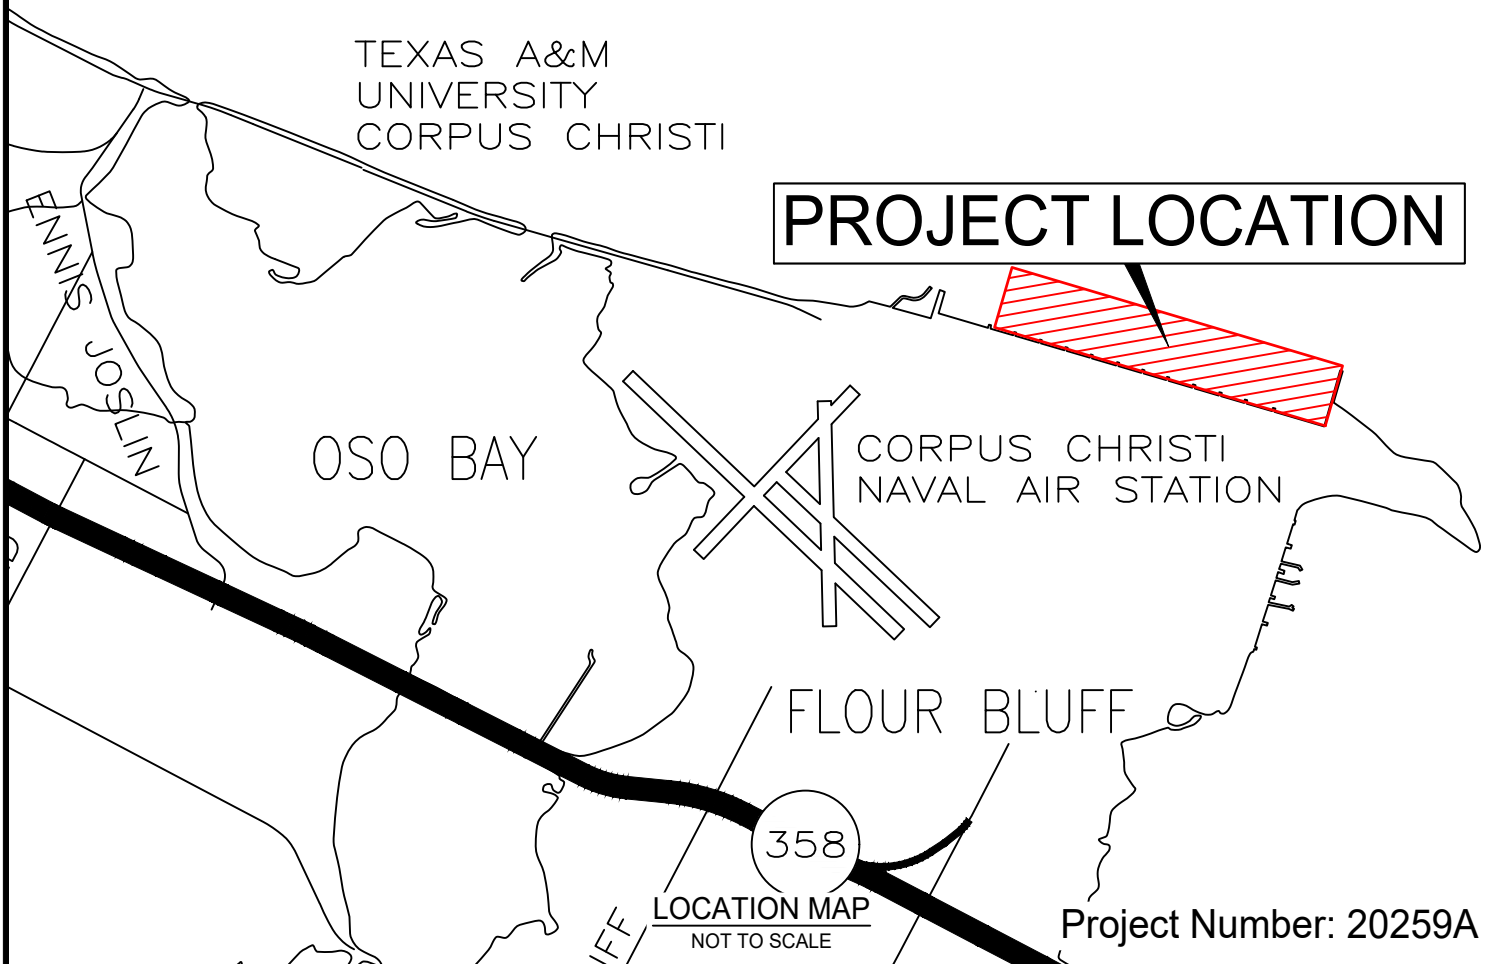 TEXAS A&M
UNIVERSITY
CORPUS CHRISTI
PROJECT LOCATION
ENNIS JOSLIN
OSO BAY
CORPUS CHRISTI
NAVAL AIR STATION
FLOUR BLUFF
358
LOCATION MAP
NOT TO SCALE
Project Number: 20259A